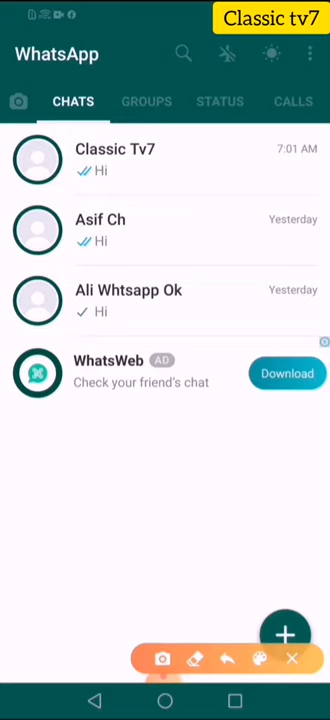 Classic tv7
WhatsApp
CHATS GROUPS STATUS CALLS
Classic Tv7 7:01 AM
Hi
Asif Ch Yesterday
Hi
Ali Whtsapp Ok Yesterday
Hi
WhatsWeb AD
Check your friend's chat Download